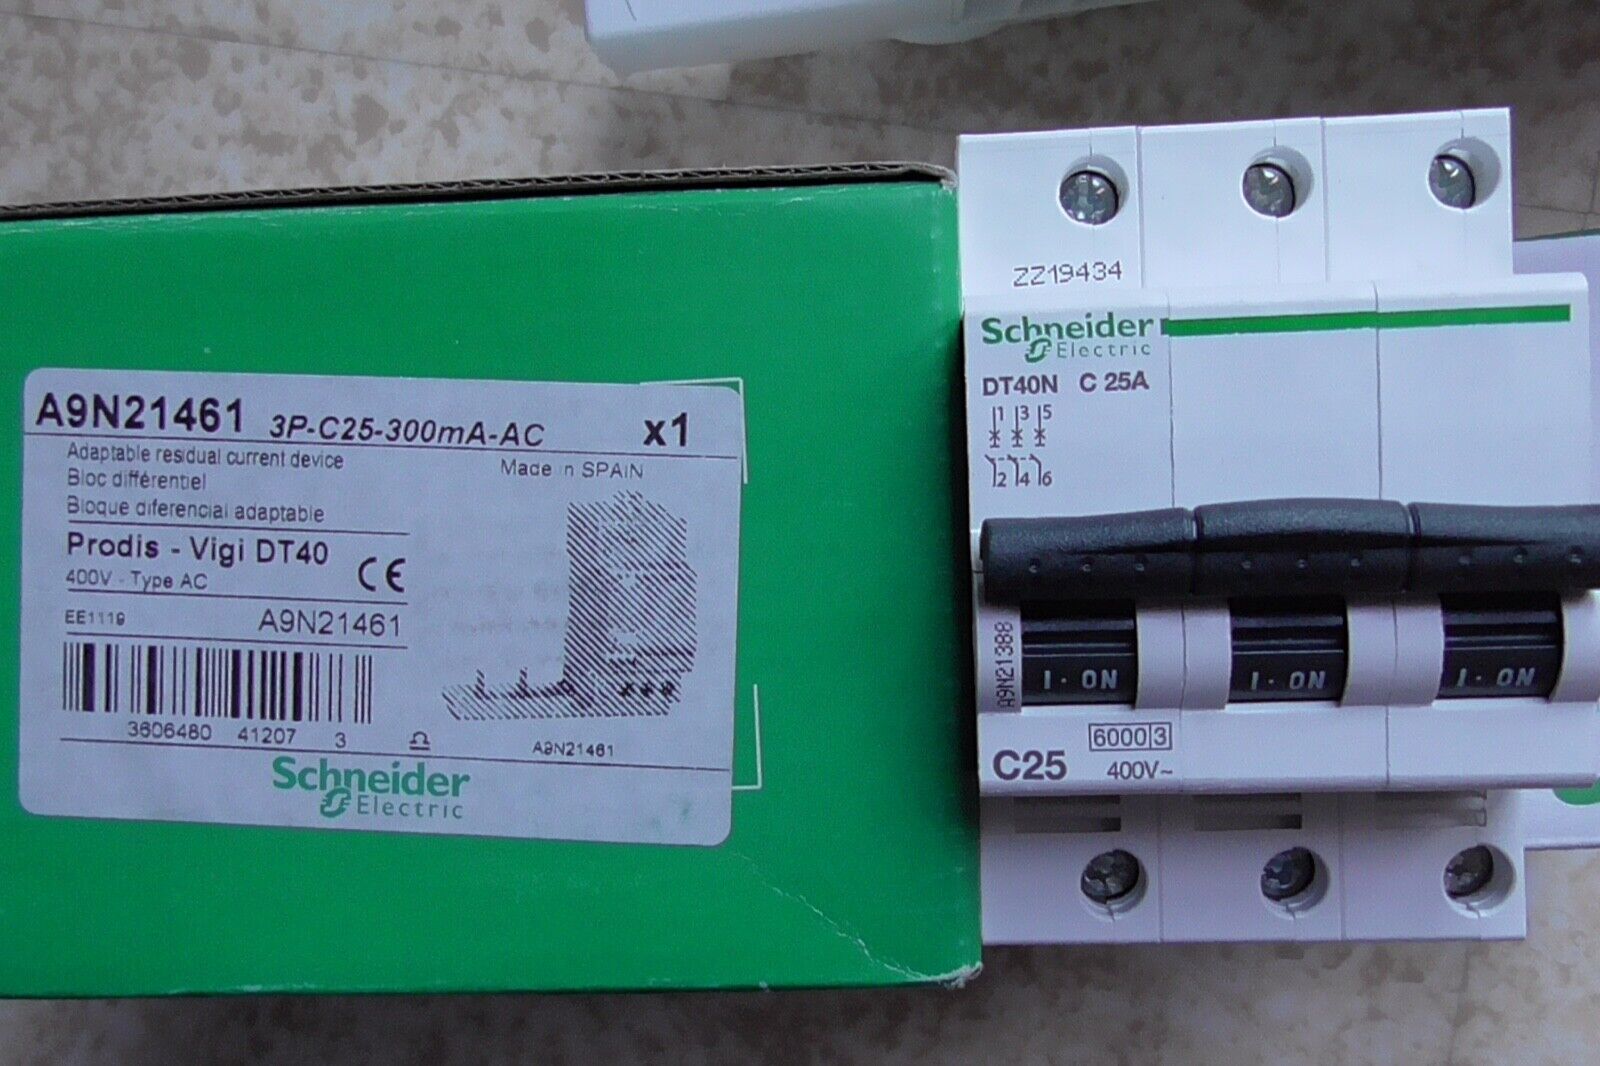 A9N21461 3P-C25-300mA-AC x1
Adaptable residual current device
Made in SPAIN
Bloc différentiel
Bloque diferencial adaptable
Prodis - Vigi DT40
400V - Type AC
CE
EE1119
A9N21461
3606480 41207 3
A9N21461
Schneider
Electric
ZZ19434
Schneider
Electric
DT40N C 25A
1 3 5
2 4 6
A9N21388
I · ON
I · ON
I · ON
6000 3
C25
400V~